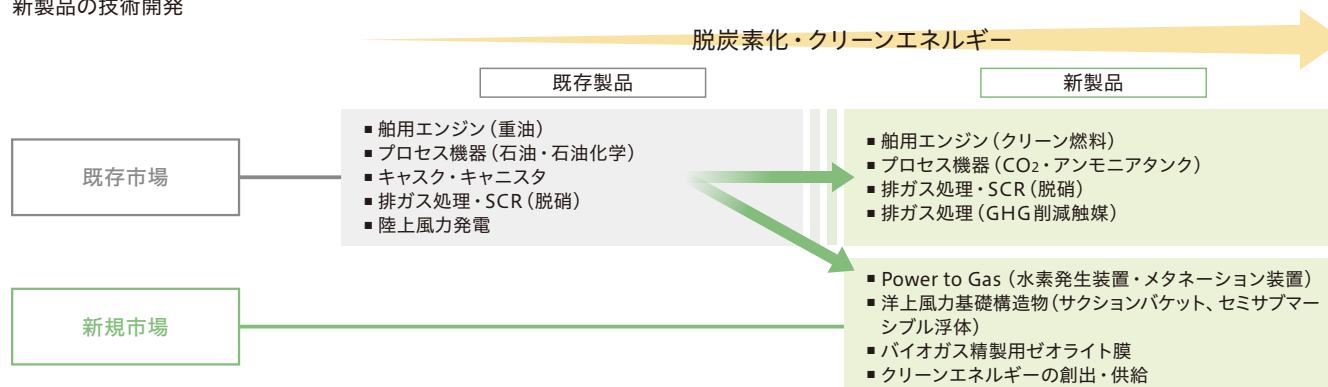 新製品の技術開発
脱炭素化・クリーンエネルギー
既存製品
新製品
既存市場
■ 舶用エンジン（重油）
■ プロセス機器（石油・石油化学）
■ キャスク・キャニスタ
■ 排ガス処理・SCR（脱硝）
■ 陸上風力発電
■ 舶用エンジン（クリーン燃料）
■ プロセス機器（CO2・アンモニアタンク）
■ 排ガス処理・SCR（脱硝）
■ 排ガス処理（GHG削減触媒）
新規市場
■ Power to Gas（水素発生装置・メタネーション装置）
■ 洋上風力基礎構造物（サクションバケット、セミサブマー
シブル浮体）
■ バイオガス精製用ゼオライト膜
■ クリーンエネルギーの創出・供給